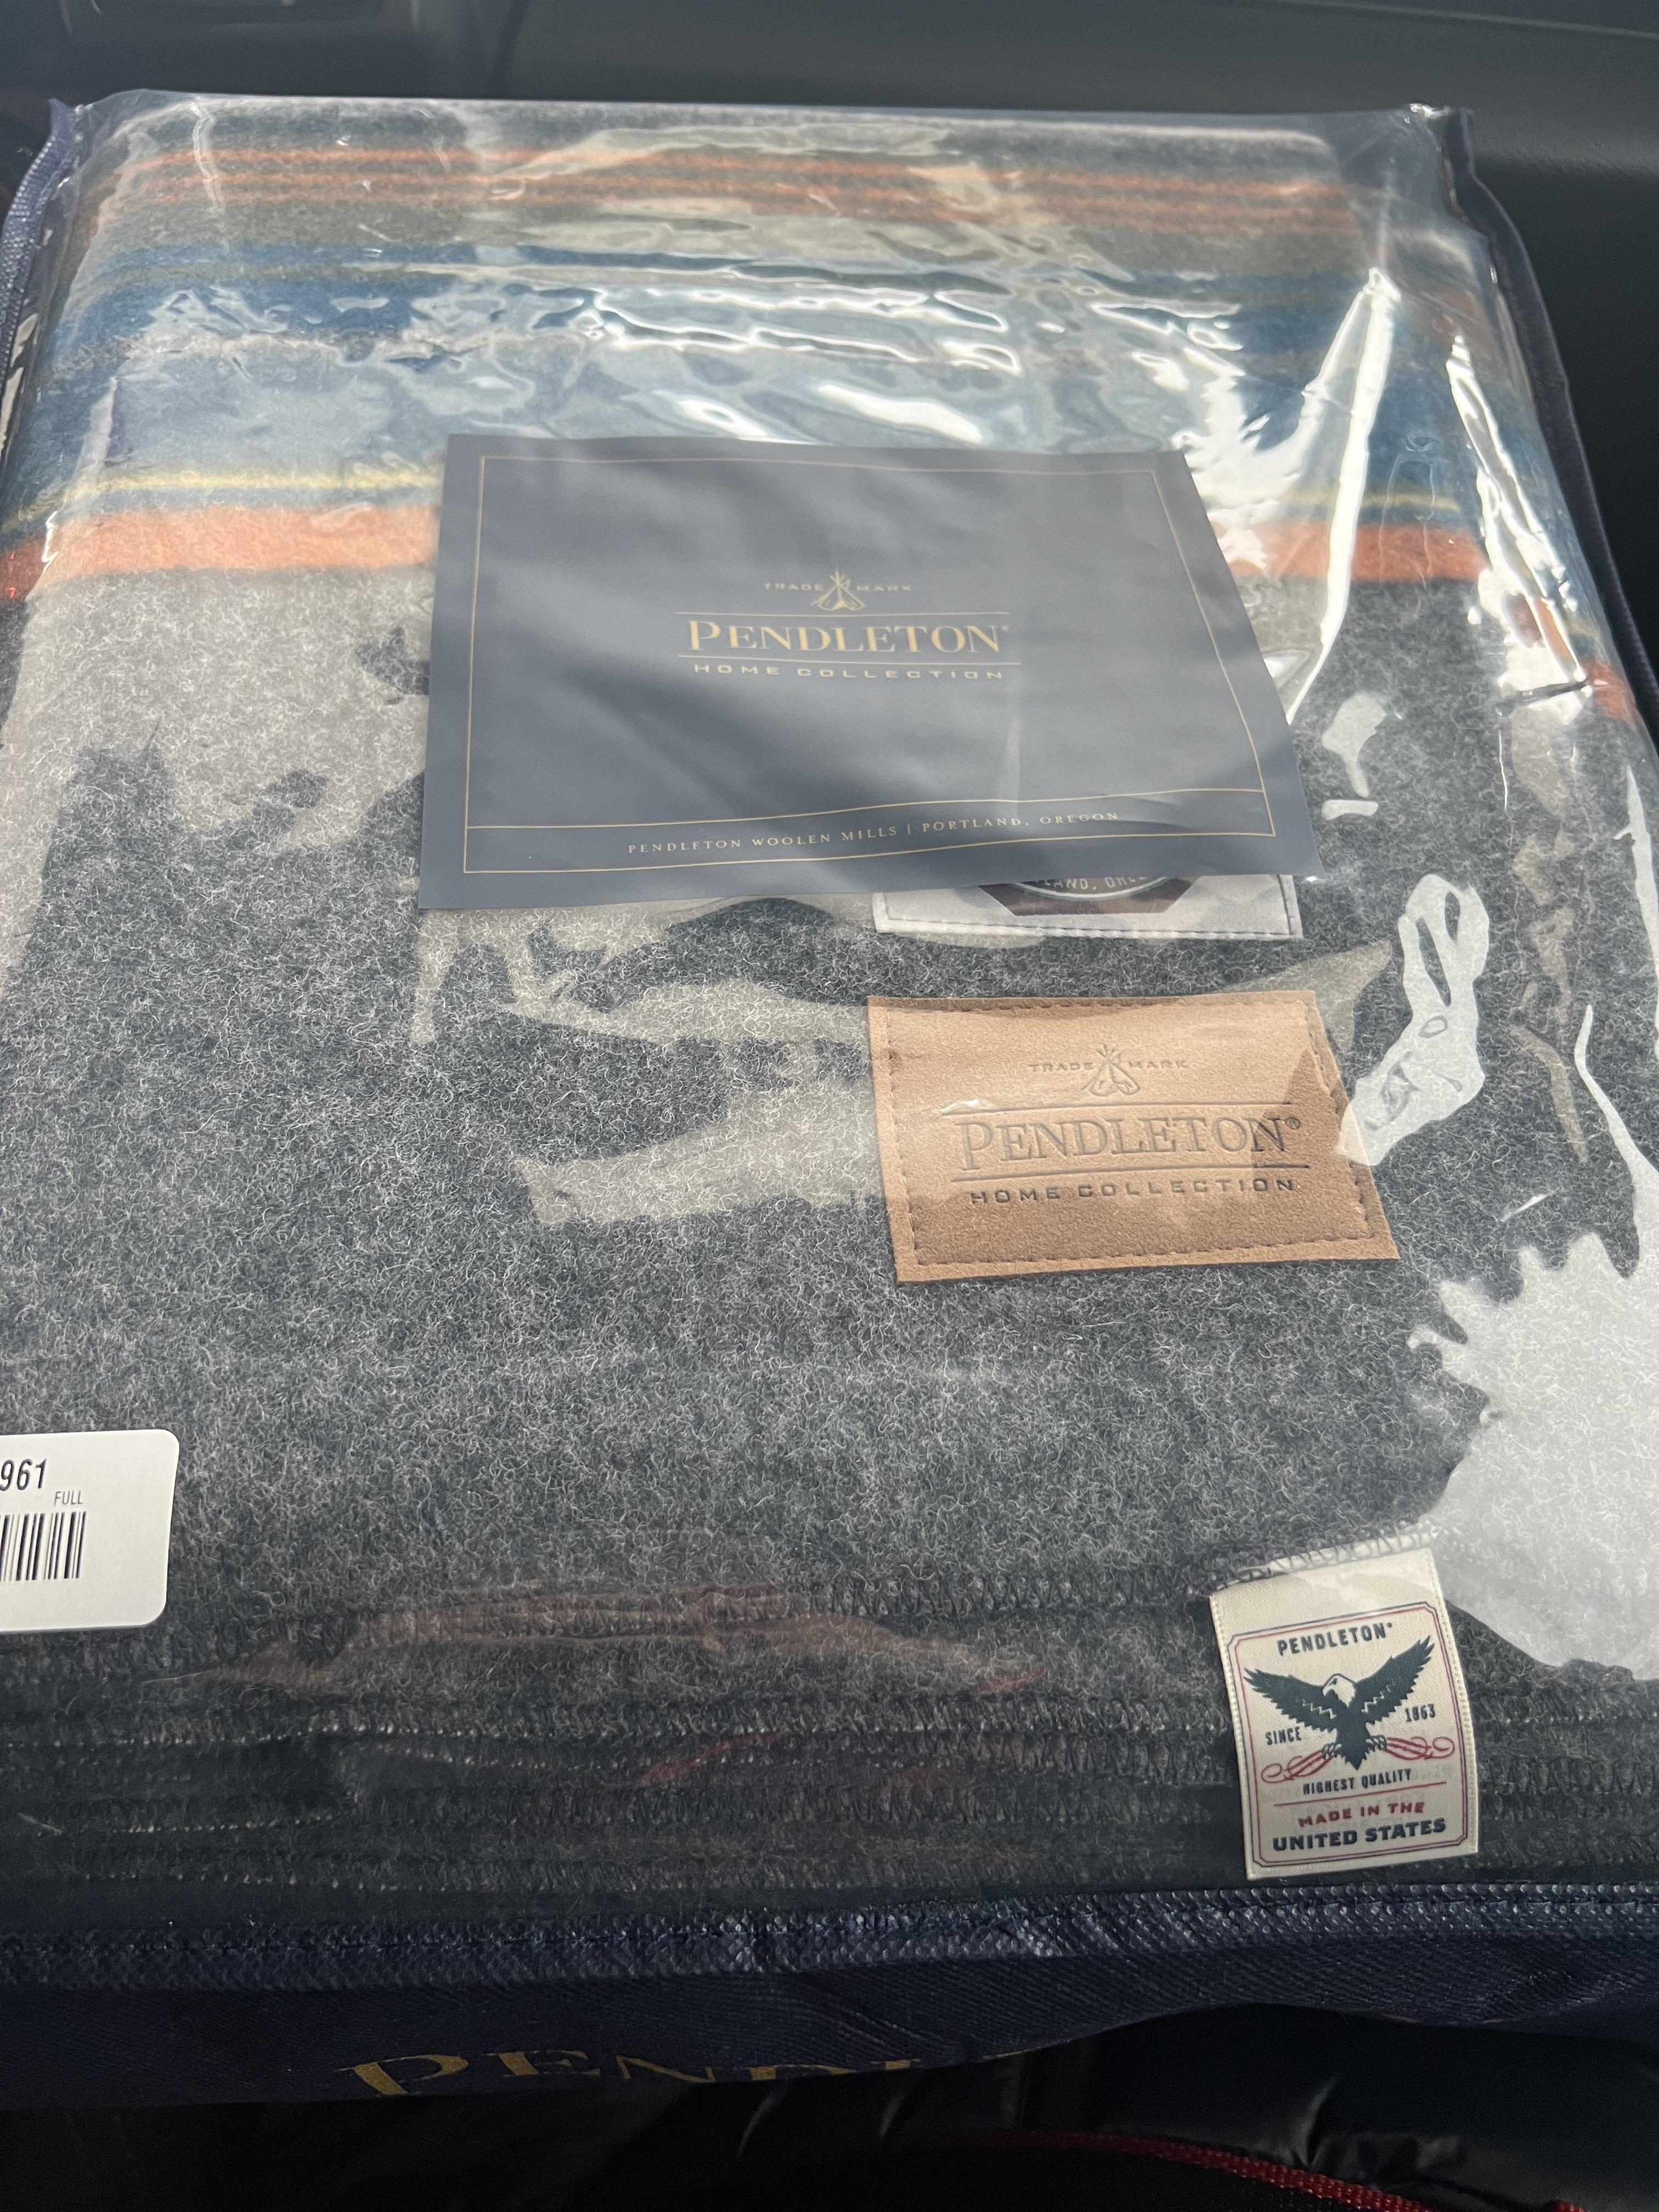 TRADE MARK
PENDLETON®
HOME COLLECTION
PENDLETON WOOLEN MILLS | PORTLAND, OREGON
TRADE MARK
PENDLETON®
HOME COLLECTION
961
FULL
PENDLETON®
SINCE 1863
HIGHEST QUALITY
MADE IN THE
UNITED STATES